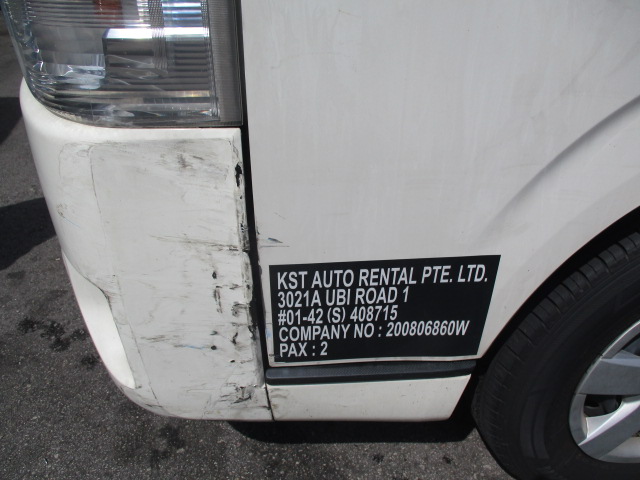 KST AUTO RENTAL PTE. LTD.
3021A UBI ROAD 1
#01-42 (S) 408715
COMPANY NO : 200806860W
PAX : 2